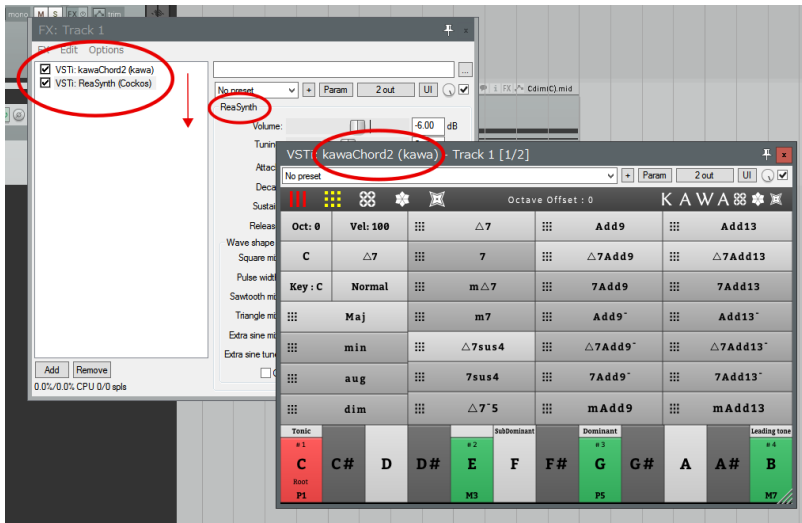 mono M S FX trim
FX: Track 1
FX Edit Options
VSTi: kawaChord2 (kawa)
VSTi: ReaSynth (Cockos)
No preset + Param 2 out UI
ReaSynth
Volume: -6.00 dB
Tunin
Attac
Deca
Sustai
Releas
Wave shape
Square mi
Pulse widt
Sawtooth mi
Triangle mi
Extra sine mi
Extra sine tun
Add Remove
0.0%/0.0% CPU 0/0 spls
FX CdimiC).mid
VSTi: kawaChord2 (kawa) - Track 1 [1/2]
No preset + Param 2 out UI
Octave Offset : 0 KAWA
Oct: 0 Vel: 100 △7 Add9 Add13
C △7 7 △7Add9 △7Add13
Key : C Normal m△7 7Add9 7Add13
Maj m7 Add9- Add13-
min △7sus4 △7Add9- △7Add13-
aug 7sus4 7Add9- 7Add13-
dim △7-5 mAdd9 mAdd13
Tonic SubDominant Dominant Leading tone
#1 #2 #3 #4
C C# D D# E F F# G G# A A# B
Root
P1 M3 P5 M7